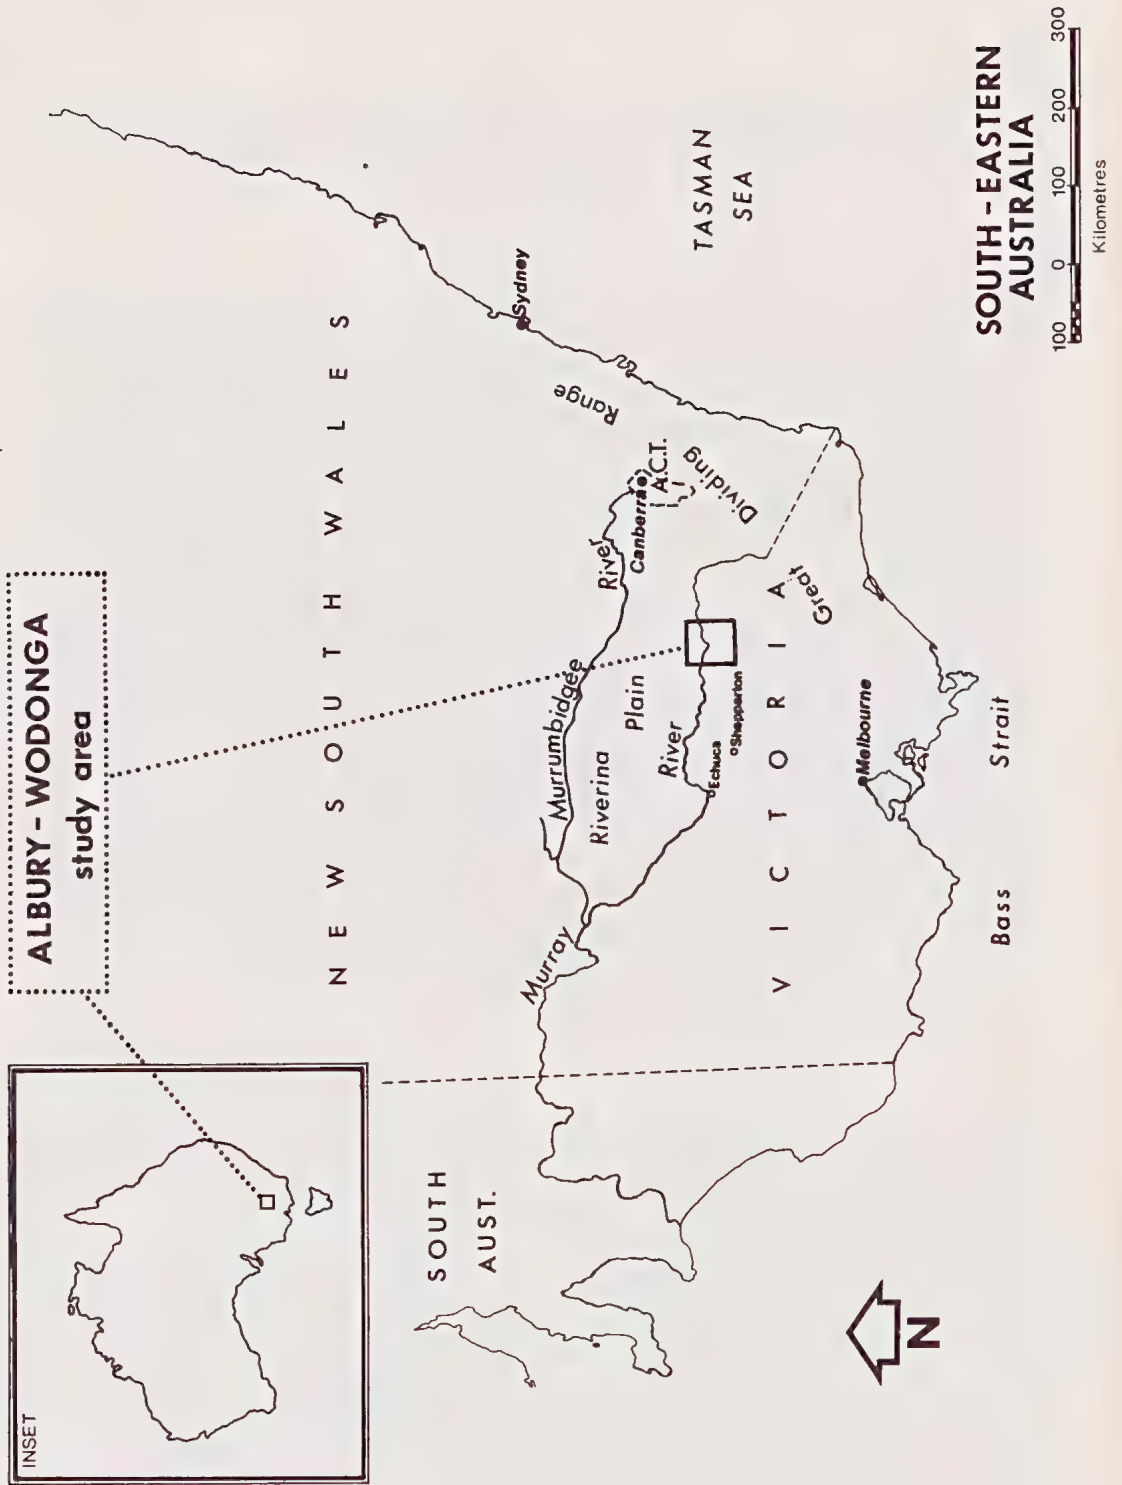 INSET
ALBURY-WODONGA
study area
NEW SOUTH WALES
SOUTH
AUST.
Murray
Murrumbidgee
River
Riverina
Plain
River
Echuca
Shepparton
Canberra
A.C.T.
Sydney
Great
Dividing
Range
VICTORIA
Melbourne
Bass
Strait
TASMAN
SEA
N
SOUTH-EASTERN
AUSTRALIA
100 0 100 200 300
Kilometres